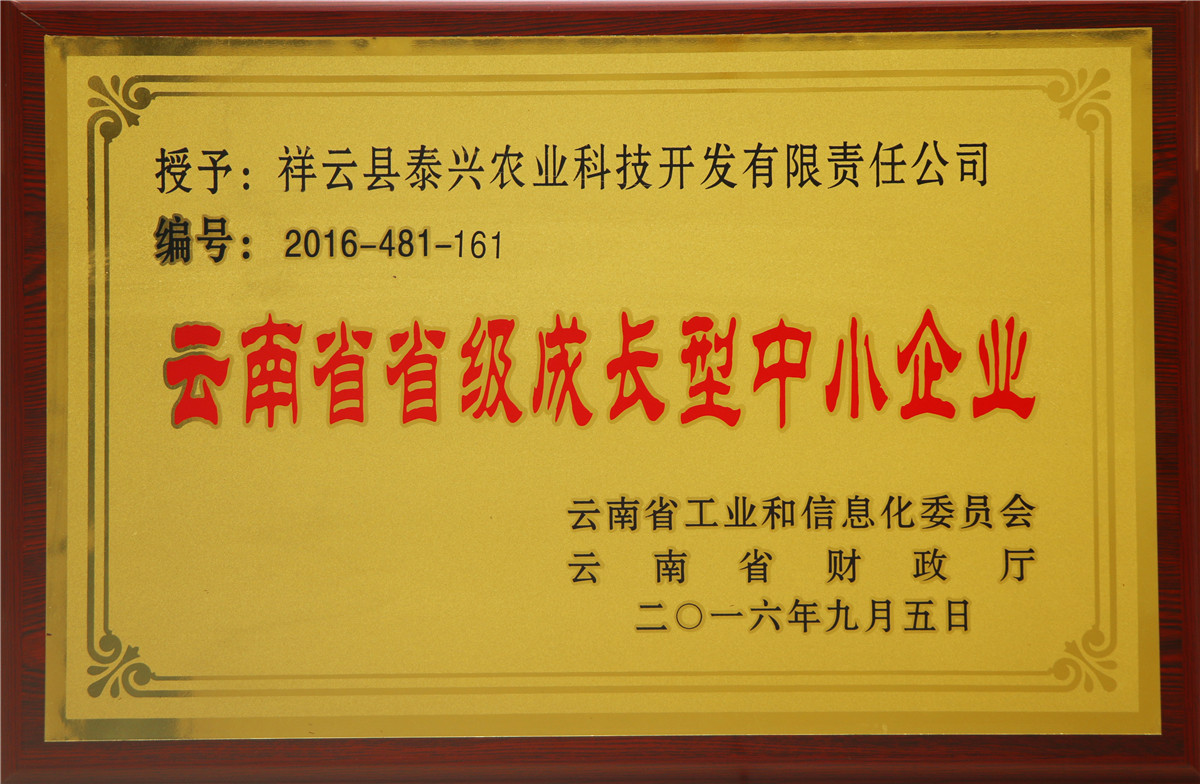 授予：祥云县泰兴农业科技开发有限责任公司
编号：2016-481-161
云南省省级成长型中小企业
云南省工业和信息化委员会
云南省财政厅
二〇一六年九月五日